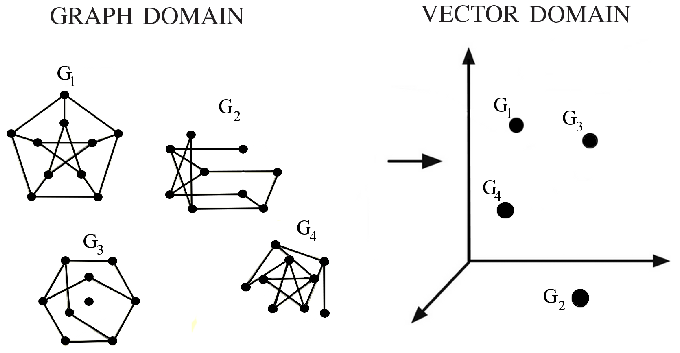 GRAPH DOMAIN
VECTOR DOMAIN
G1
G2
G3
G4
G1
G3
G4
G2